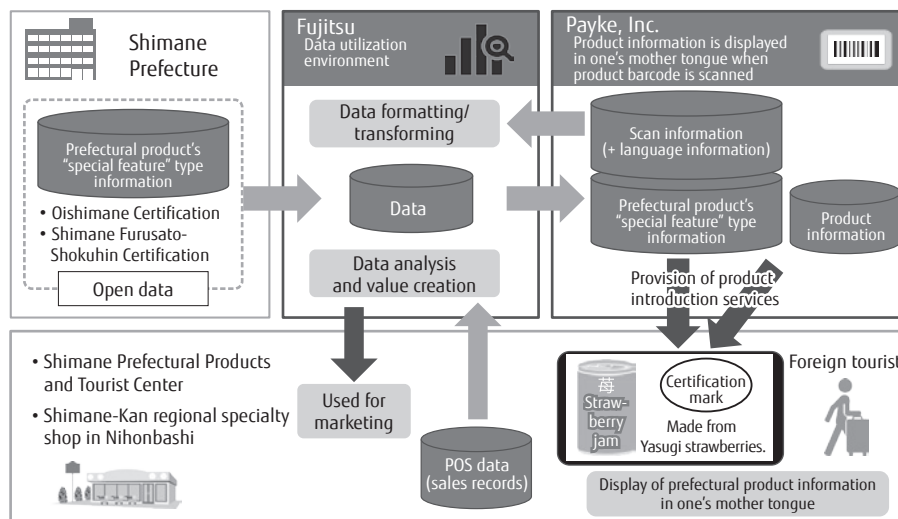 Shimane
Prefecture
Prefectural product's
"special feature" type
information
• Oishimane Certification
• Shimane Furusato-
Shokuhin Certification
Open data
Fujitsu
Data utilization
environment
Data formatting/
transforming
Data
Data analysis
and value creation
Payke, Inc.
Product information is displayed
in one's mother tongue when
product barcode is scanned
Scan information
(+ language information)
Prefectural product's
"special feature" type
information
Product
information
Provision of product
introduction services
• Shimane Prefectural Products
and Tourist Center
• Shimane-Kan regional specialty
shop in Nihonbashi
Used for
marketing
POS data
(sales records)
苺
Straw-
berry
jam
Certification
mark
Made from
Yasugi strawberries.
Foreign tourist
Display of prefectural product information
in one's mother tongue